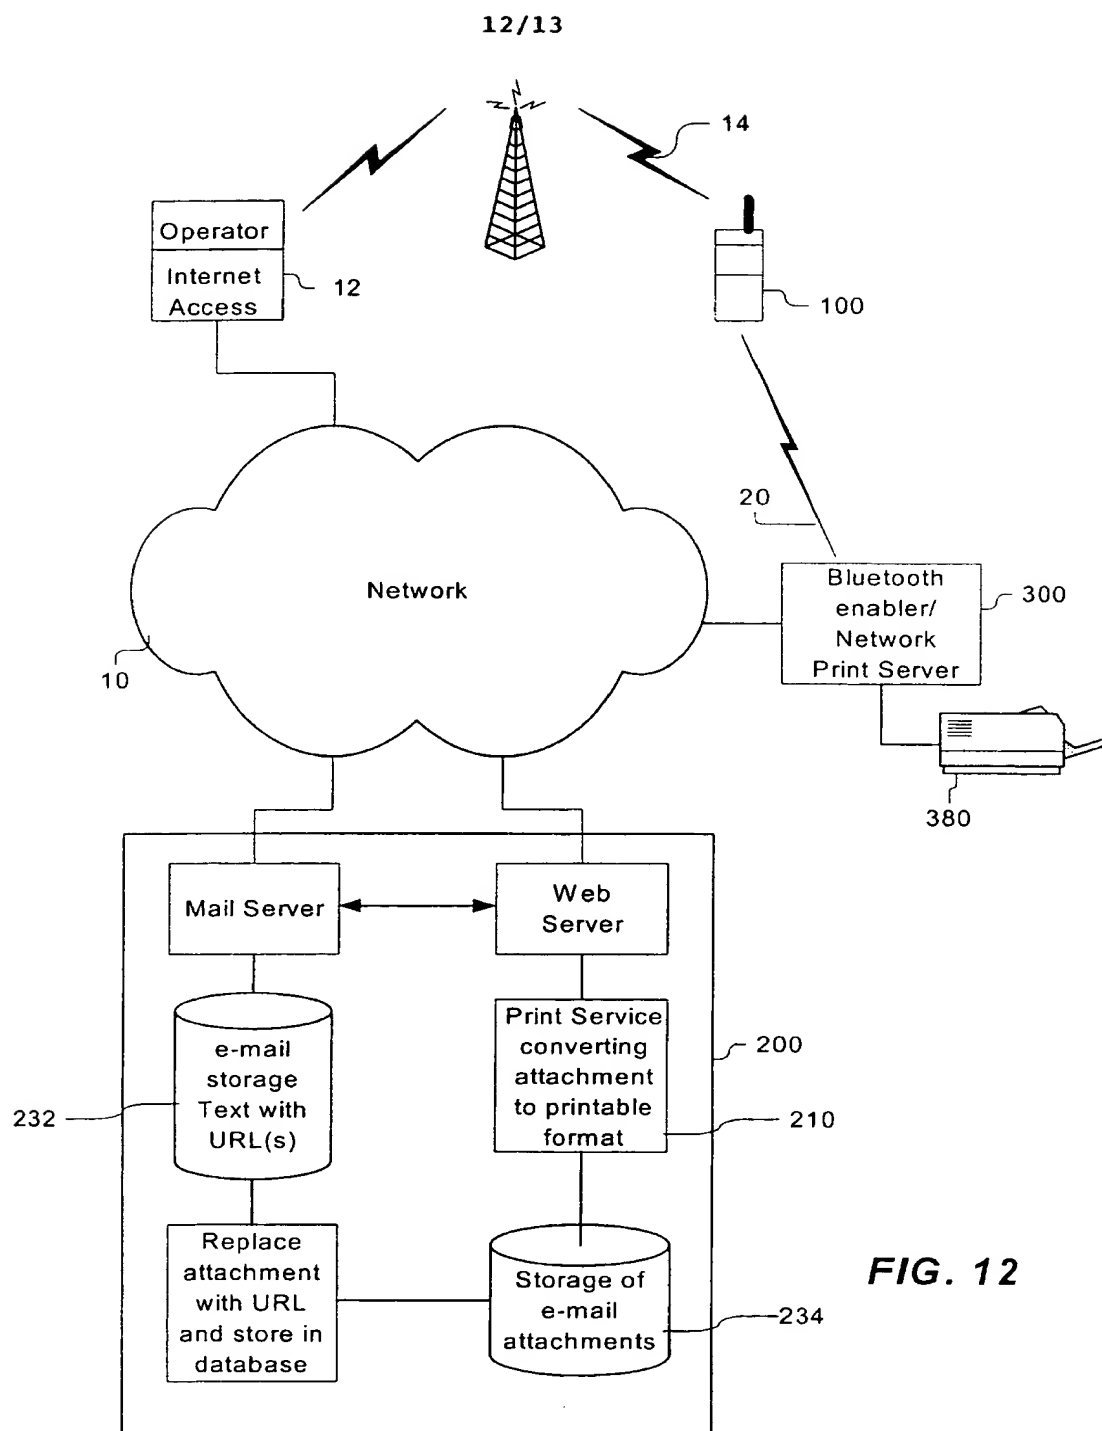 12/13
14
Operator
Internet
Access
12
100
20
Network
10
Bluetooth
enabler/
Network
Print Server
300
380
Mail Server
Web
Server
e-mail
storage
Text with
URL(s)
232
Print Service
converting
attachment
to printable
format
200
210
Replace
attachment
with URL
and store in
database
Storage of
e-mail
attachments
234
FIG. 12